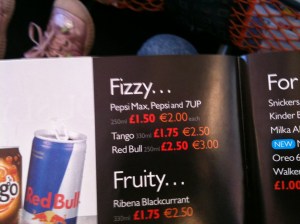 Fizzy...
Pepsi Max, Pepsi and 7UP
250ml £1.50 €2.00 each
Tango 330ml £1.75 €2.50
Red Bull 250ml £2.50 €3.00
Fruity...
Ribena Blackcurrant
£1.75 €2.50
For
Snickers
Kinder
Milka
NEW
Oreo
Walker
£1.00
go
Red Bull